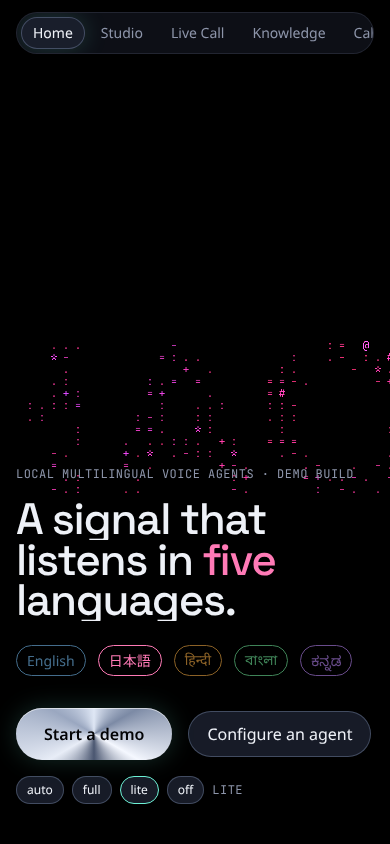 Home Studio Live Call Knowledge
LOCAL MULTILINGUAL VOICE AGENTS · DEMO BUILD
A signal that
listens in five
languages.
English 日本語 हिन्दी বাংলা ಕನ್ನಡ
Start a demo Configure an agent
auto full lite off LITE